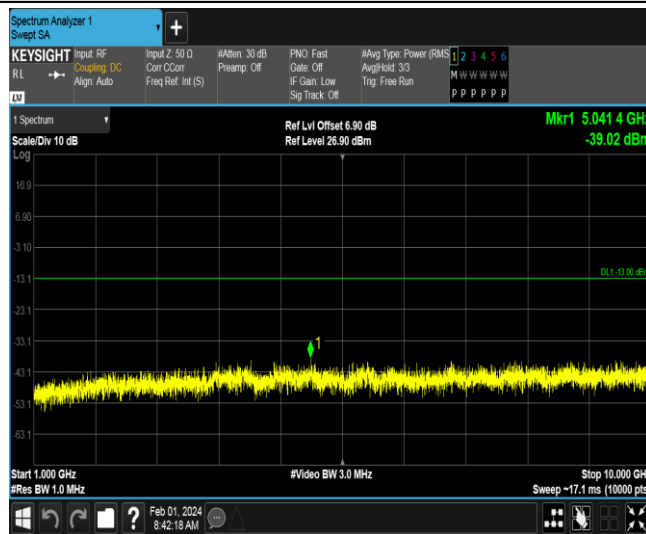 Spectrum Analyzer 1
Swept SA
KEYSIGHT
RL
LXI
Input: RF
Coupling: DC
Align: Auto
Input Z: 50 Ω
Corr CCorr
Freq Ref: Int (S)
#Atten: 30 dB
Preamp: Off
PNO: Fast
Gate: Off
IF Gain: Low
Sig Track: Off
#Avg Type: Power (RMS
Avg|Hold: 3/3
Trig: Free Run
1 2 3 4 5 6
M W W W W W
P P P P P P
1 Spectrum
Scale/Div 10 dB
Ref Lvl Offset 6.90 dB
Ref Level 26.90 dBm
Mkr1 5.041 4 GHz
-39.02 dBm
Log
16.9
6.90
-3.10
-13.1
DL1 -13.00 dBm
-23.1
-33.1
1
-43.1
-53.1
-63.1
Start 1.000 GHz
#Res BW 1.0 MHz
#Video BW 3.0 MHz
Stop 10.000 GH
Sweep ~17.1 ms (10000 pts
?
Feb 01, 2024
8:42:18 AM